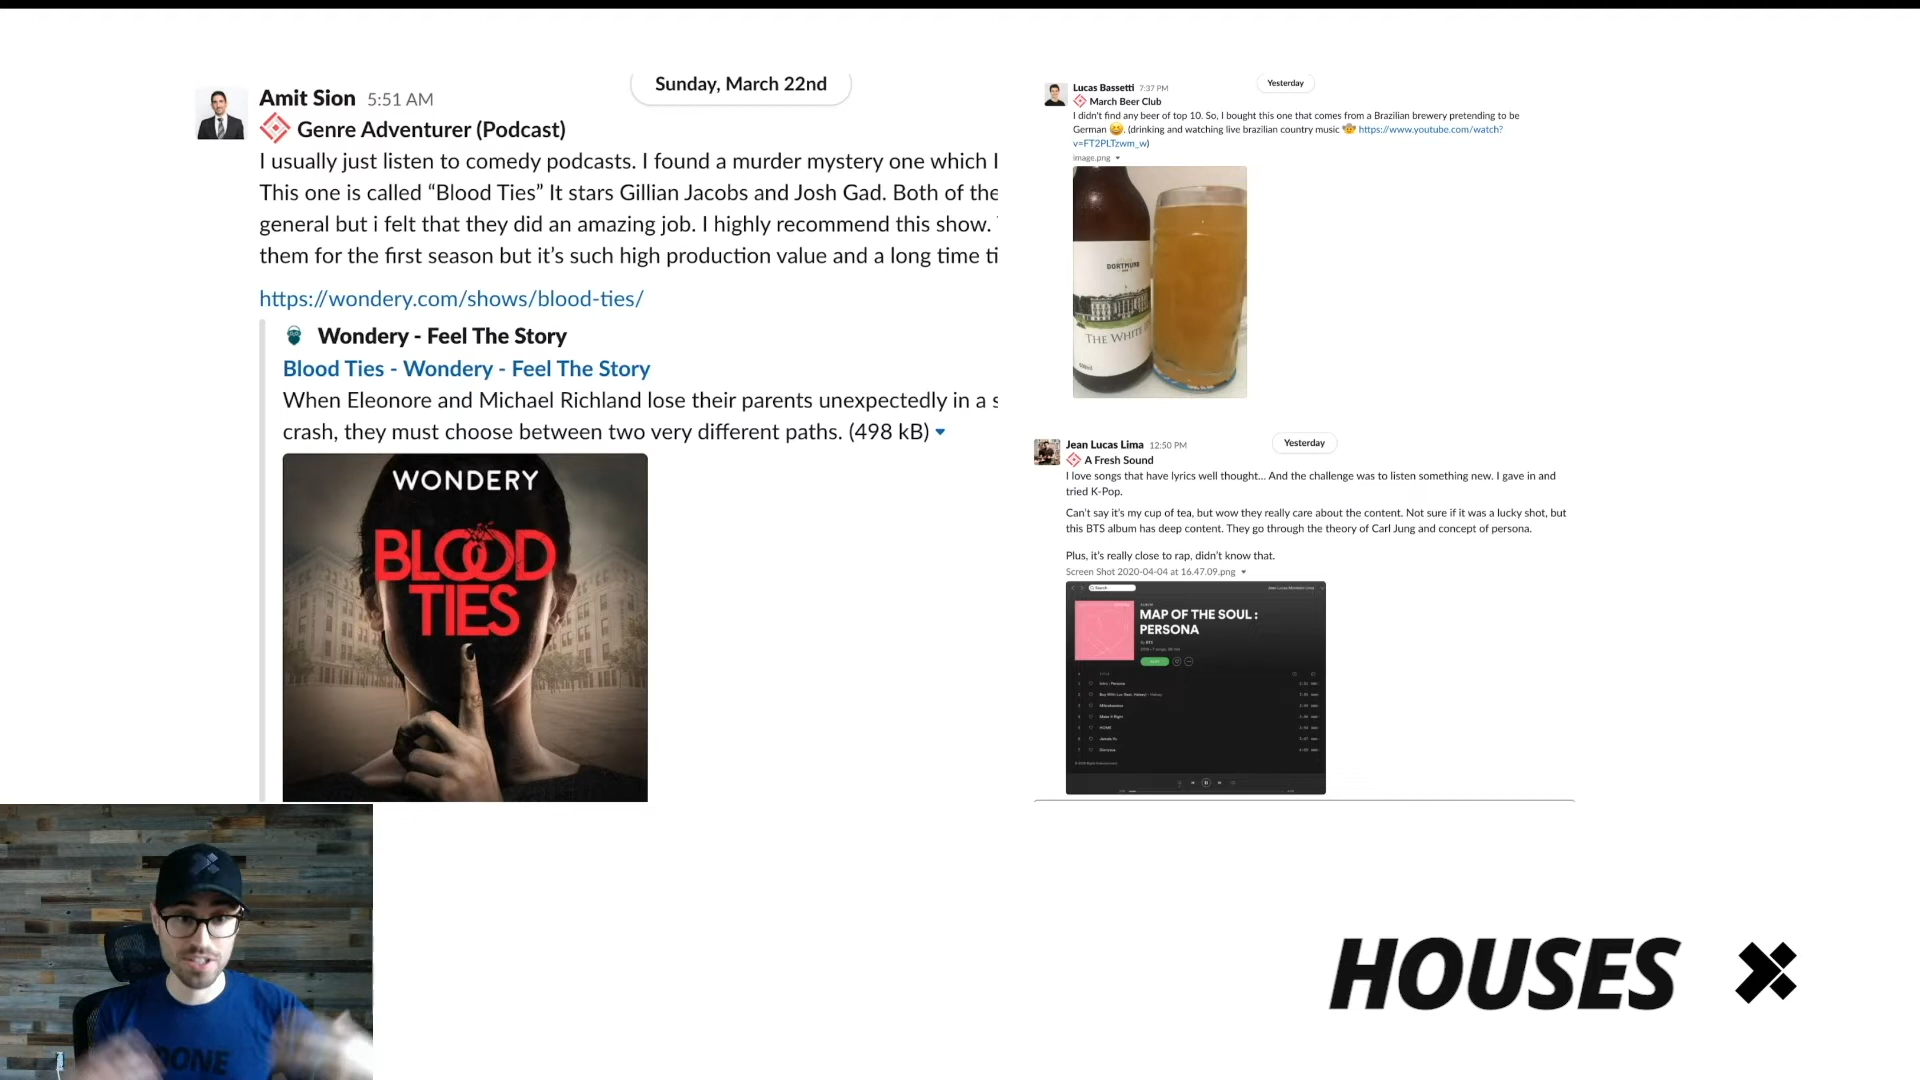 Sunday, March 22nd
Amit Sion 5:51 AM
Genre Adventurer (Podcast)
I usually just listen to comedy podcasts. I found a murder mystery one which I
This one is called “Blood Ties” It stars Gillian Jacobs and Josh Gad. Both of the
general but i felt that they did an amazing job. I highly recommend this show.
them for the first season but it’s such high production value and a long time ti
https://wondery.com/shows/blood-ties/
Wondery - Feel The Story
Blood Ties - Wondery - Feel The Story
When Eleonore and Michael Richland lose their parents unexpectedly in a s
crash, they must choose between two very different paths. (498 kB)
WONDERY
BLOOD
TIES
Yesterday
Lucas Bassetti 7:37 PM
March Beer Club
I didn't find any beer of top 10. So, I bought this one that comes from a Brazilian brewery pretending to be
German 😄. (drinking and watching live brazilian country music 🤠 https://www.youtube.com/watch?
v=FT2PLTzwm_w)
image.png
DORTMUND
THE WHITE
Yesterday
Jean Lucas Lima 12:50 PM
A Fresh Sound
I love songs that have lyrics well thought... And the challenge was to listen something new. I gave in and
tried K-Pop.
Can’t say it’s my cup of tea, but wow they really care about the content. Not sure if it was a lucky shot, but
this BTS album has deep content. They go through the theory of Carl Jung and concept of persona.
Plus, it’s really close to rap, didn’t know that.
Screen Shot 2020-04-04 at 16.47.09.png
Search
MAP OF THE SOUL :
PERSONA
Intro : Persona
Mikrokosmos
Make It Right
HOME
Jamais Vu
Dionysus
HOUSES